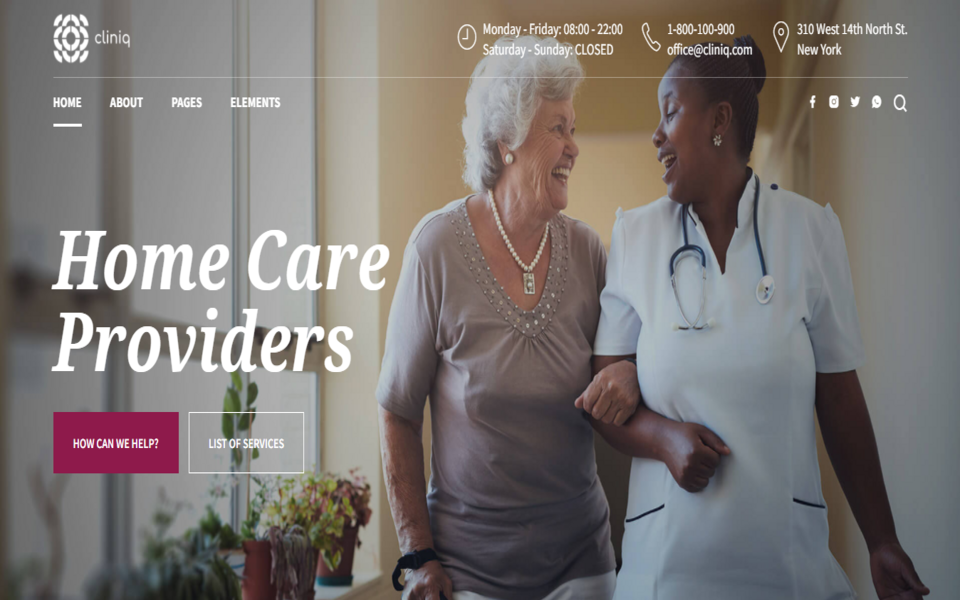 cliniq
Monday - Friday: 08:00 - 22:00
Saturday - Sunday: CLOSED
1-800-100-900
office@cliniq.com
310 West 14th North St.
New York
HOME
ABOUT
PAGES
ELEMENTS
Home Care
Providers
HOW CAN WE HELP?
LIST OF SERVICES